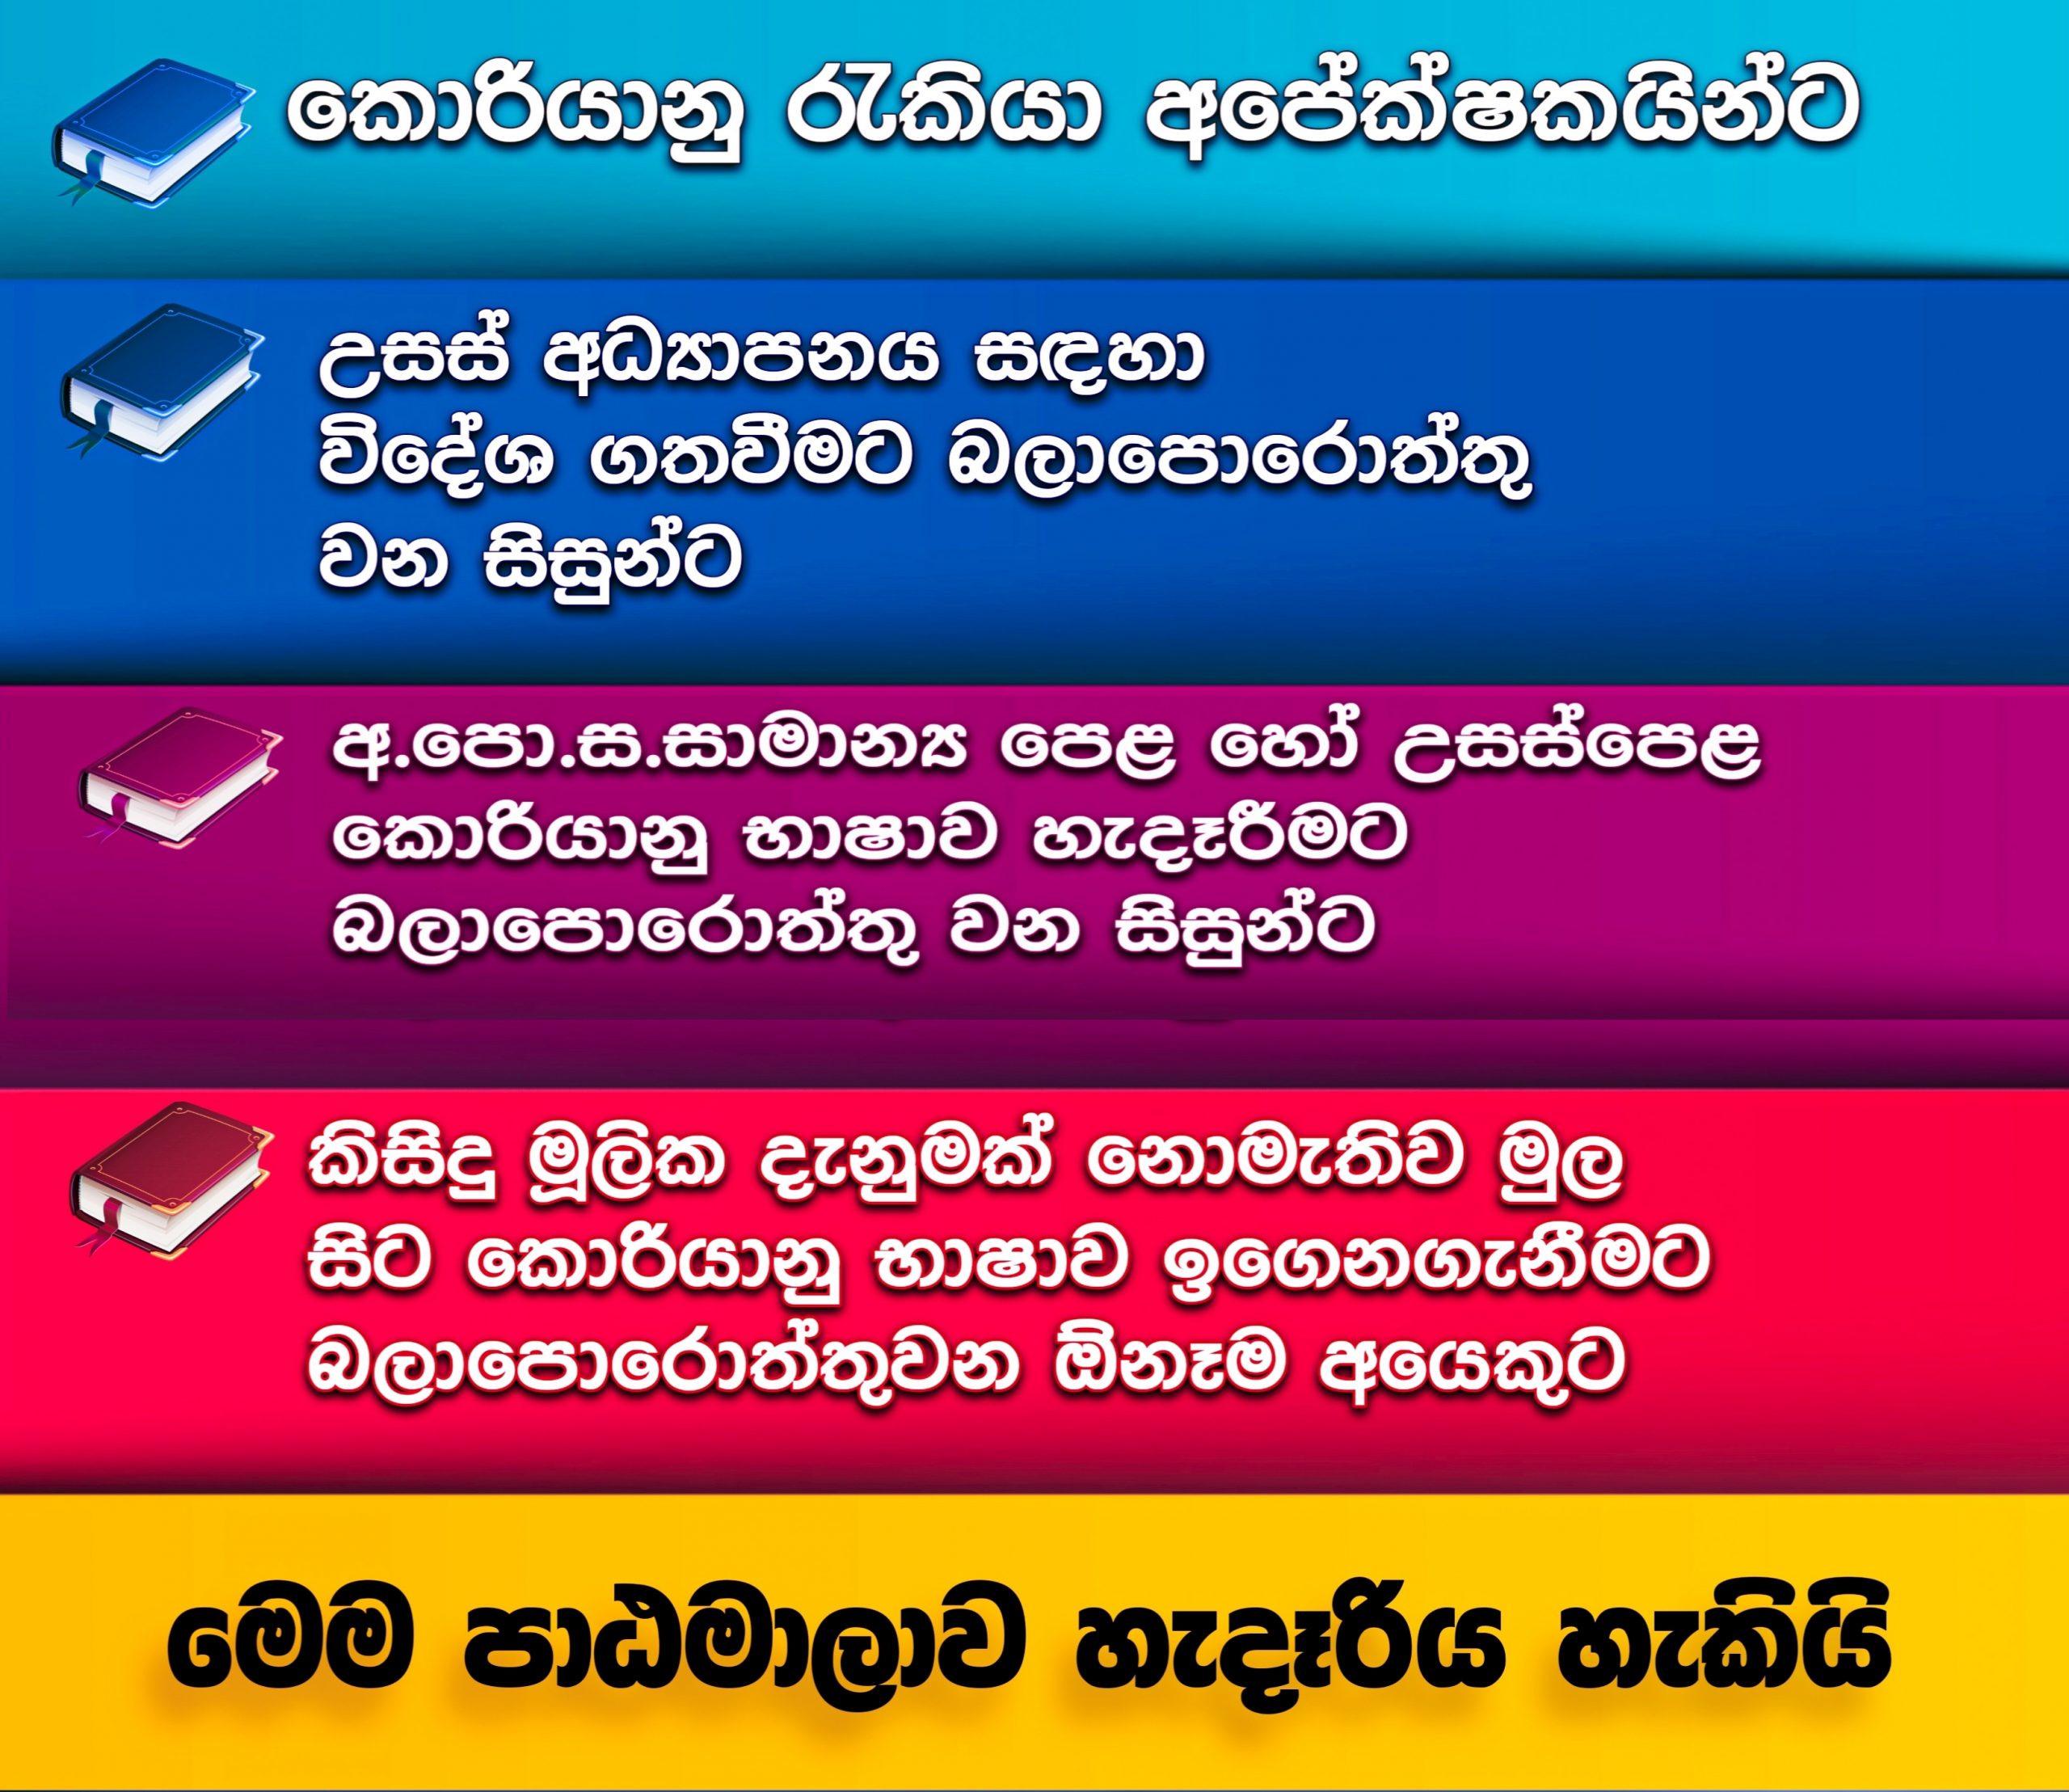 කොරියානු රැකියා අපේක්ෂකයින්ට
උසස් අධ්‍යාපනය සඳහා
විදේශ ගතවීමට බලාපොරොත්තු
වන සිසුන්ට
අ.පො.ස.සාමාන්‍ය පෙළ හෝ උසස්පෙළ
කොරියානු භාෂාව හැදෑරීමට
බලාපොරොත්තු වන සිසුන්ට
කිසිදු මූලික දැනුමක් නොමැතිව මුල
සිට කොරියානු භාෂාව ඉගෙනගැනීමට
බලාපොරොත්තුවන ඕනෑම අයෙකුට
මෙම පාඨමාලාව හැදෑරිය හැකියි